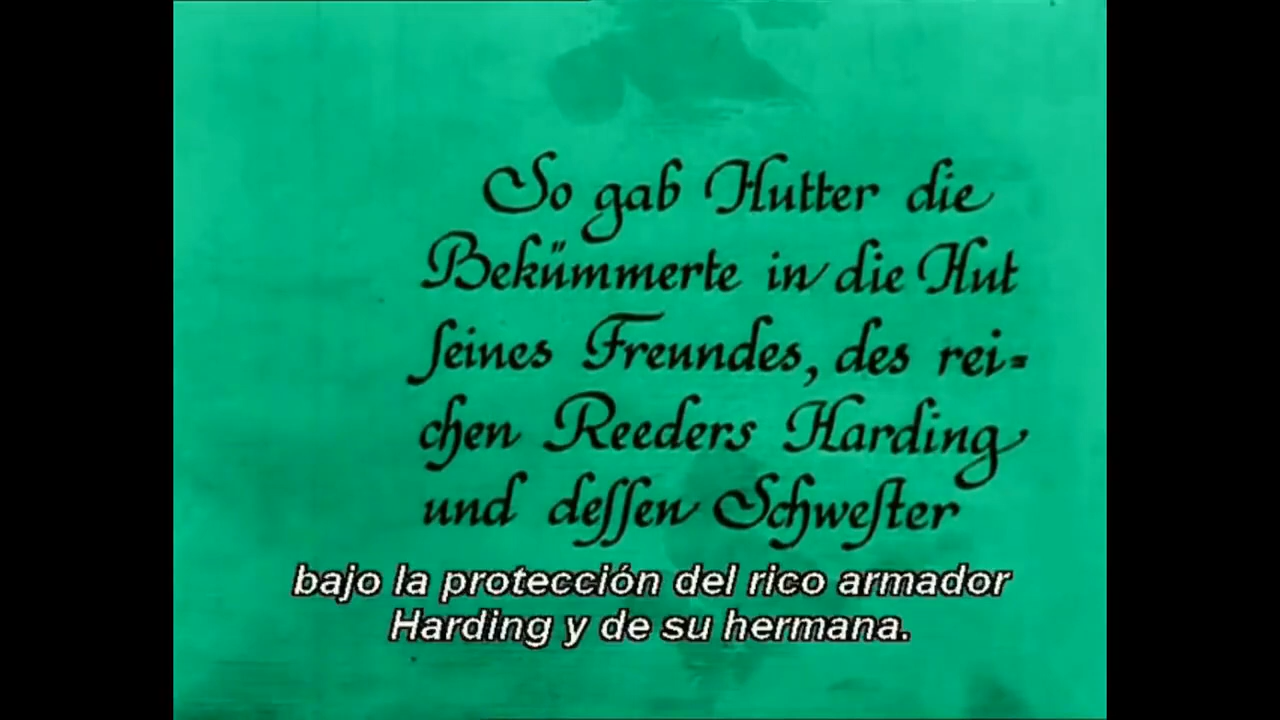 So gab Hutter die
Bekümmerte in die Hut
ſeines Freundes, des rei=
chen Reeders Harding
und deſſen Schweſter
bajo la protección del rico armador
Harding y de su hermana.